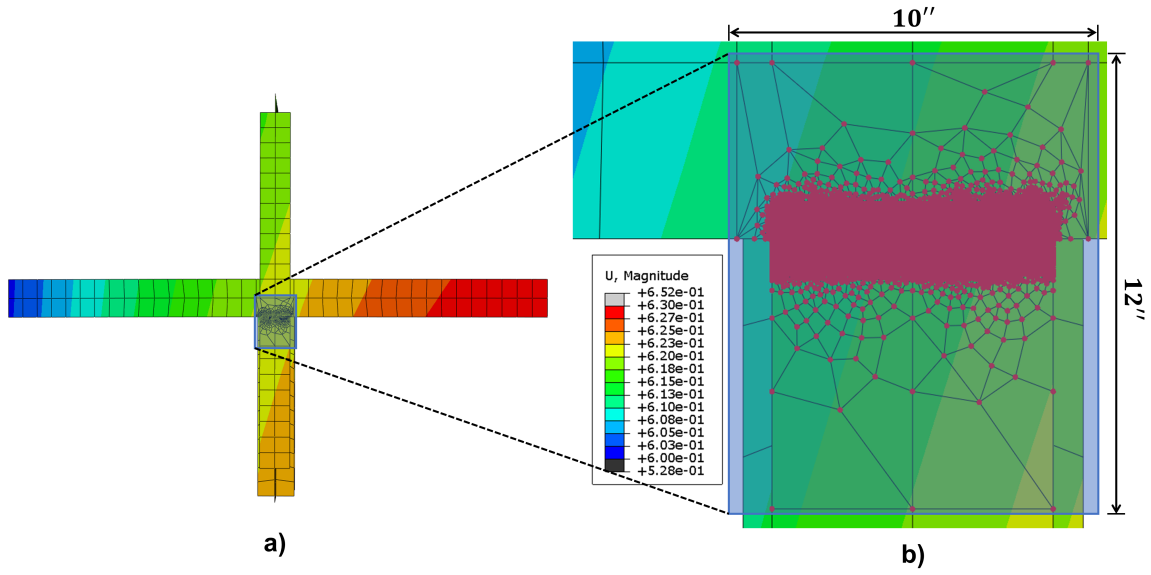 10″
12″
U, Magnitude
+6.52e-01
+6.30e-01
+6.27e-01
+6.25e-01
+6.23e-01
+6.20e-01
+6.18e-01
+6.15e-01
+6.13e-01
+6.10e-01
+6.08e-01
+6.05e-01
+6.03e-01
+6.00e-01
+5.28e-01
a)
b)